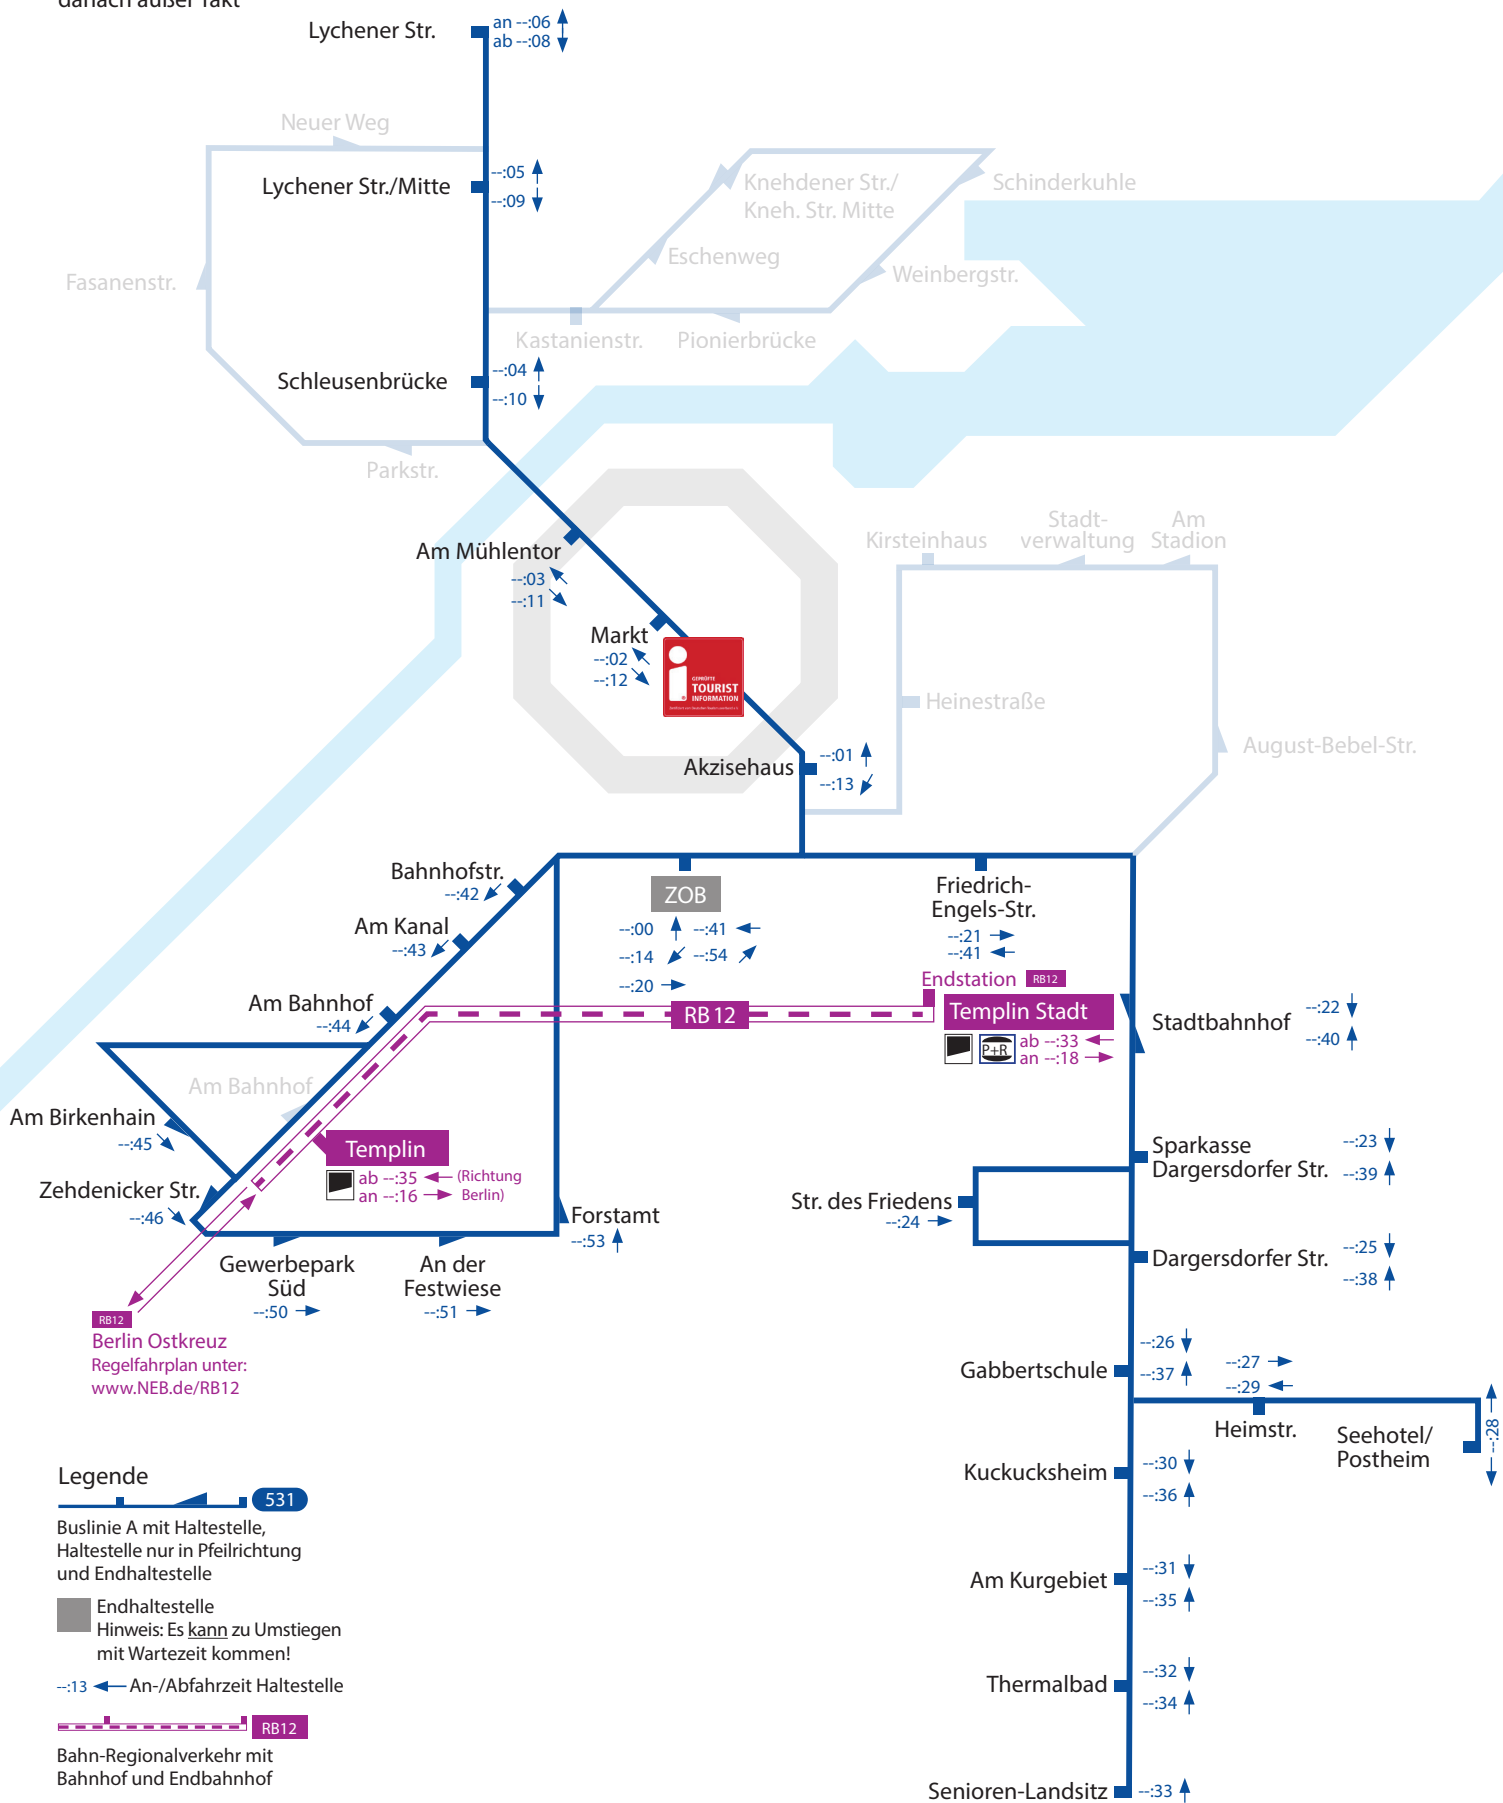 danach außer Takt
Lychener Str.
an --:06
ab --:08
Neuer Weg
Lychener Str./Mitte
--:05
--:09
Knehdener Str./
Kneh. Str. Mitte
Schinderkuhle
Eschenweg
Weinbergstr.
Fasanenstr.
Kastanienstr.
Pionierbrücke
Schleusenbrücke
--:04
--:10
Parkstr.
Am Mühlentor
--:03
--:11
Kirsteinhaus
Stadt-
verwaltung
Am
Stadion
Markt
--:02
--:12
GEPRÜFTE
TOURIST
INFORMATION
Heinestraße
August-Bebel-Str.
Akzisehaus
--:01
--:13
Bahnhofstr.
--:42
ZOB
--:00
--:41
--:14
--:54
--:20
Friedrich-
Engels-Str.
--:21
--:41
Am Kanal
--:43
Endstation RB12
Templin Stadt
P+R
ab --:33
an --:18
RB 12
Am Bahnhof
--:44
Stadtbahnhof
--:22
--:40
Am Bahnhof
Am Birkenhain
--:45
Templin
ab --:35 (Richtung
an --:16 Berlin)
Sparkasse
Dargersdorfer Str.
--:23
--:39
Zehdenicker Str.
--:46
Str. des Friedens
--:24
Forstamt
--:53
Gewerbepark
Süd
--:50
An der
Festwiese
--:51
Dargersdorfer Str.
--:25
--:38
RB12
Berlin Ostkreuz
Regelfahrplan unter:
www.NEB.de/RB12
Gabbertschule
--:26
--:37
--:27
--:29
Heimstr.
Seehotel/
Postheim
--:28
Kuckucksheim
--:30
--:36
Am Kurgebiet
--:31
--:35
Thermalbad
--:32
--:34
Senioren-Landsitz
--:33
Legende
531
Buslinie A mit Haltestelle,
Haltestelle nur in Pfeilrichtung
und Endhaltestelle
Endhaltestelle
Hinweis: Es kann zu Umstiegen
mit Wartezeit kommen!
--:13 An-/Abfahrzeit Haltestelle
RB12
Bahn-Regionalverkehr mit
Bahnhof und Endbahnhof